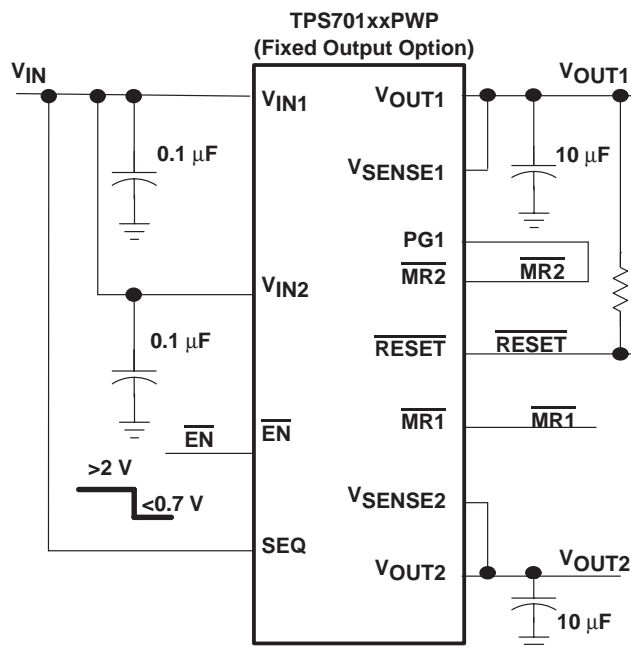 TPS701xxPWP
(Fixed Output Option)
VIN
VIN1
VOUT1
VOUT1
0.1 μF
10 μF
VSENSE1
PG1
MR2
MR2
VIN2
0.1 μF
RESET
RESET
EN
EN
MR1
MR1
>2 V
<0.7 V
VSENSE2
SEQ
VOUT2
VOUT2
10 μF